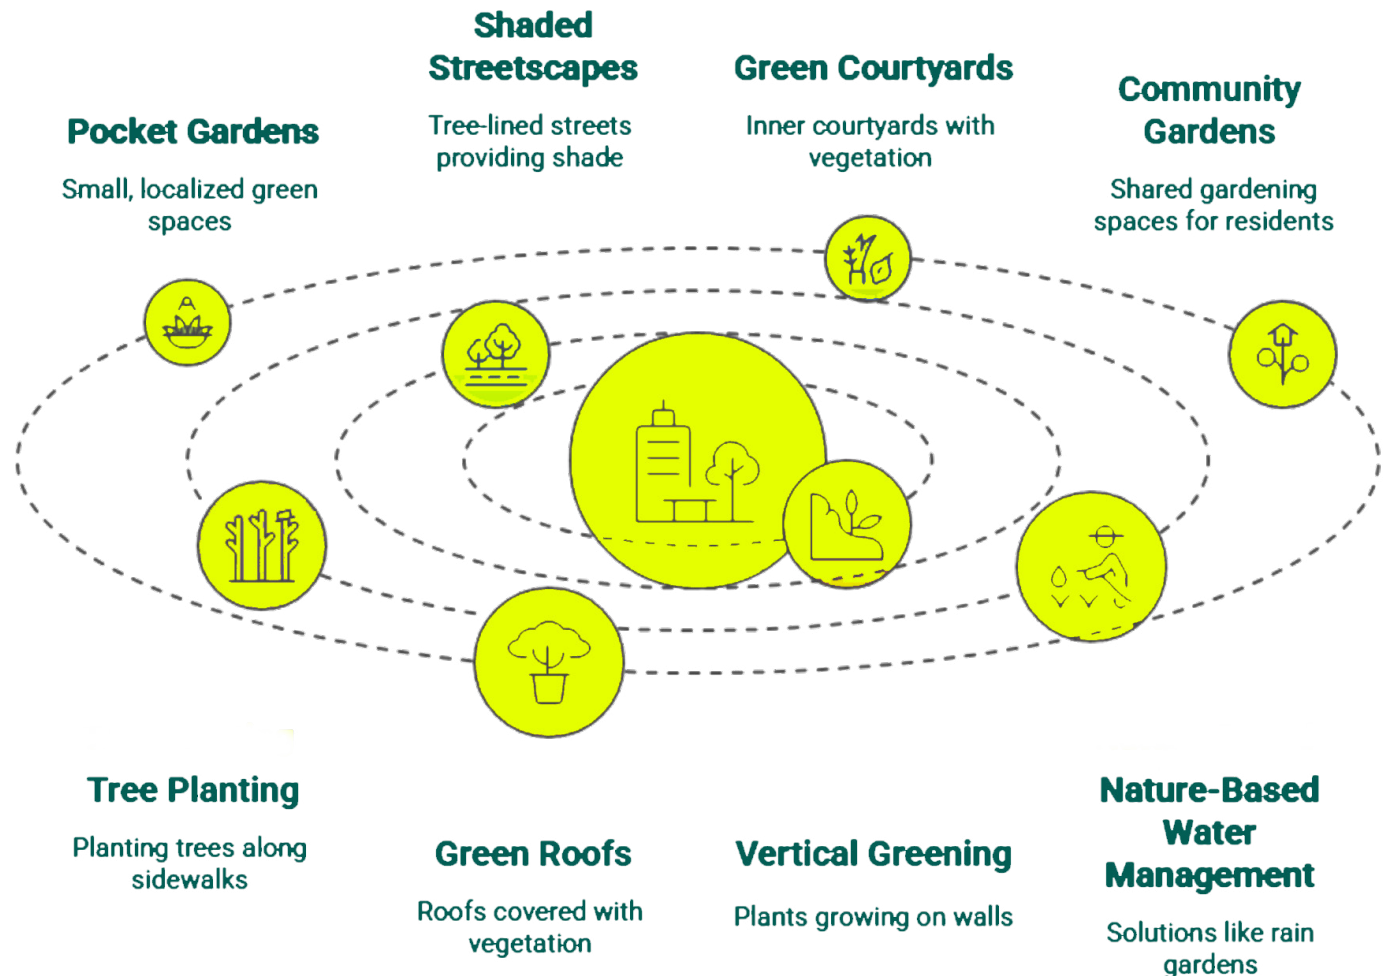 Pocket Gardens
Small, localized green
spaces
Shaded
Streetscapes
Tree-lined streets
providing shade
Green Courtyards
Inner courtyards with
vegetation
Community
Gardens
Shared gardening
spaces for residents
Tree Planting
Planting trees along
sidewalks
Green Roofs
Roofs covered with
vegetation
Vertical Greening
Plants growing on walls
Nature-Based
Water
Management
Solutions like rain
gardens